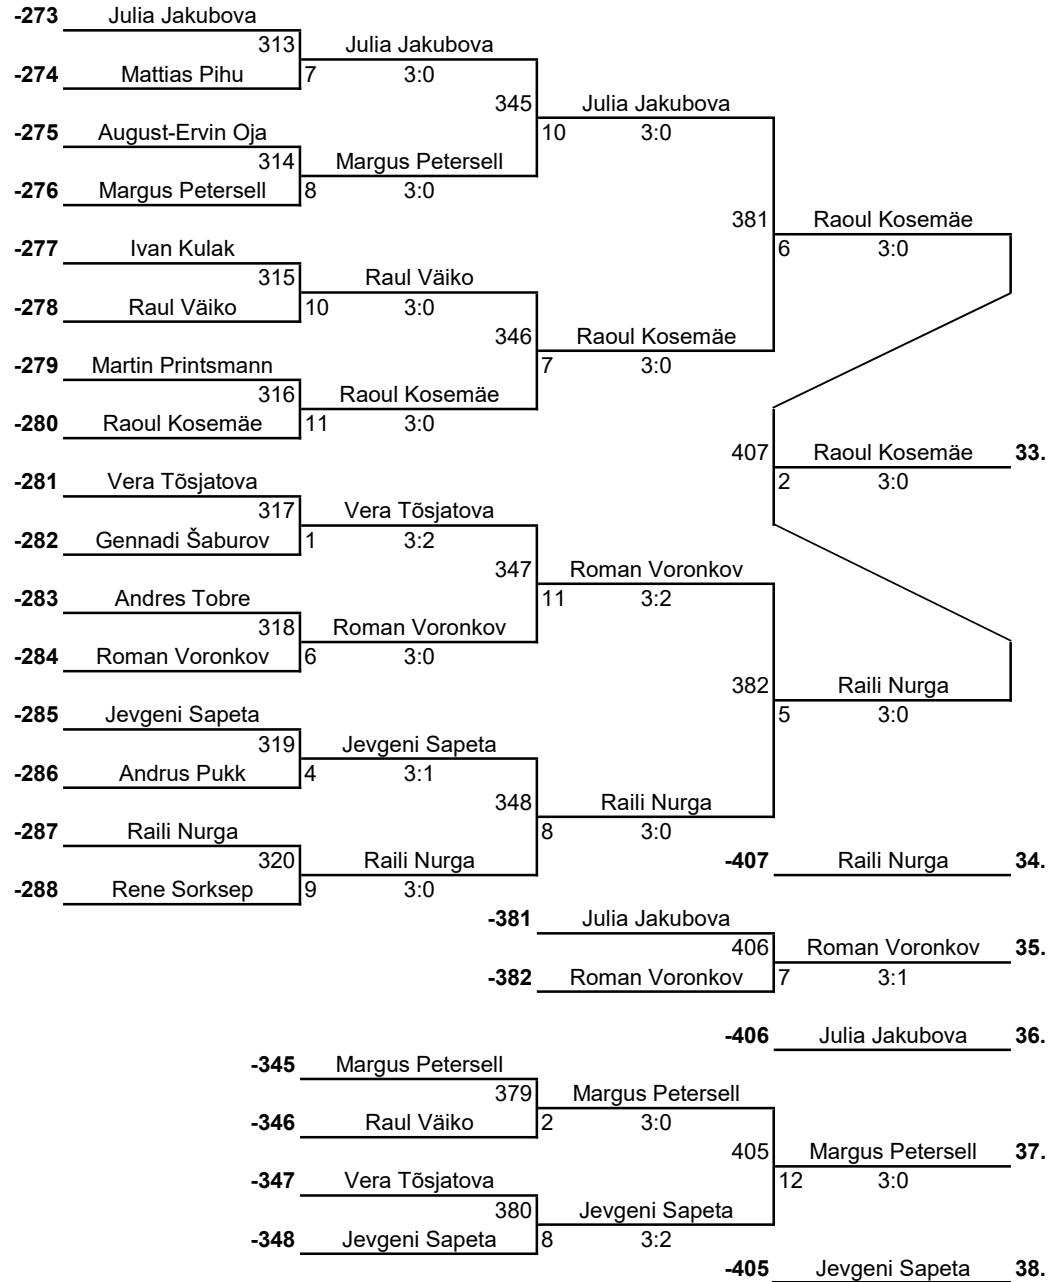 -273 Julia Jakubova
313 Julia Jakubova
-274 Mattias Pihu 7 3:0
345 Julia Jakubova
-275 August-Ervin Oja 10 3:0
314 Margus Petersell
-276 Margus Petersell 8 3:0
381 Raoul Kosemäe
-277 Ivan Kulak 6 3:0
315 Raul Väiko
-278 Raul Väiko 10 3:0
346 Raoul Kosemäe
-279 Martin Printsmann 7 3:0
316 Raoul Kosemäe
-280 Raoul Kosemäe 11 3:0
407 Raoul Kosemäe 33.
-281 Vera Tõsjatova 2 3:0
317 Vera Tõsjatova
-282 Gennadi Šaburov 1 3:2
347 Roman Voronkov
-283 Andres Tobre 11 3:2
318 Roman Voronkov
-284 Roman Voronkov 6 3:0
382 Raili Nurga
-285 Jevgeni Sapeta 5 3:0
319 Jevgeni Sapeta
-286 Andrus Pukk 4 3:1
348 Raili Nurga
-287 Raili Nurga 8 3:0
320 Raili Nurga -407 Raili Nurga 34.
-288 Rene Sorksep 9 3:0
-381 Julia Jakubova
406 Roman Voronkov 35.
-382 Roman Voronkov 7 3:1
-406 Julia Jakubova 36.
-345 Margus Petersell
379 Margus Petersell
-346 Raul Väiko 2 3:0
405 Margus Petersell 37.
-347 Vera Tõsjatova 12 3:0
380 Jevgeni Sapeta
-348 Jevgeni Sapeta 8 3:2
-405 Jevgeni Sapeta 38.